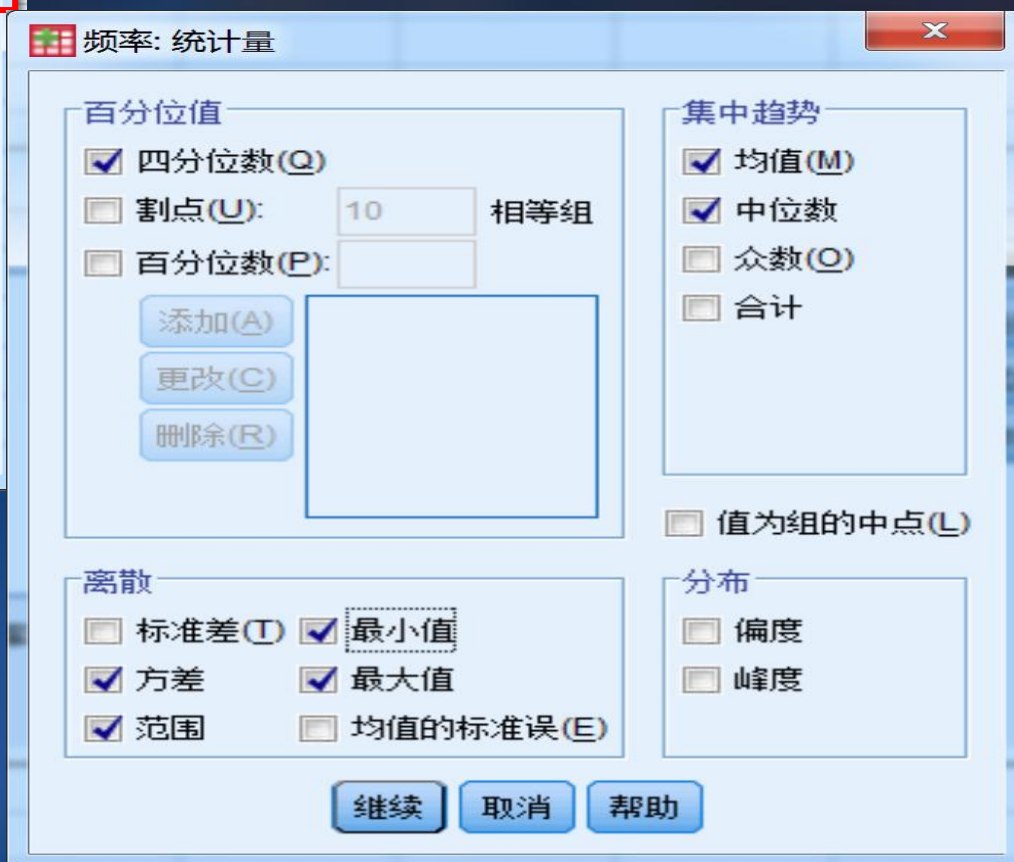 频率: 统计量
百分位值
四分位数(Q)
割点(U): 10 相等组
百分位数(P):
添加(A)
更改(C)
删除(R)
集中趋势
均值(M)
中位数
众数(O)
合计
值为组的中点(L)
离散
标准差(T) 最小值
方差 最大值
范围 均值的标准误(E)
分布
偏度
峰度
继续 取消 帮助